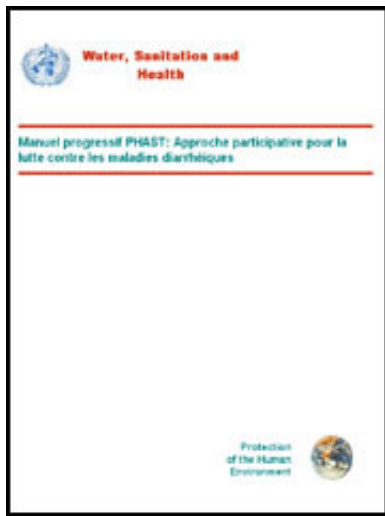 Water, Sanitation and
Health
Manuel progressif PHAST: Approche participative pour la
lutte contre les maladies diarrhéiques
Protection
of the Human
Environment